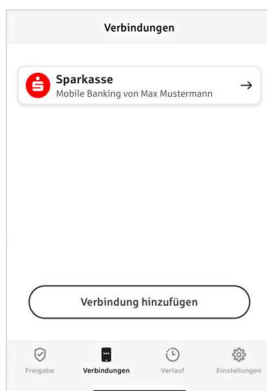 Verbindungen
Sparkasse
Mobile Banking von Max Mustermann
Verbindung hinzufügen
Freigabe Verbindungen Verlauf Einstellungen